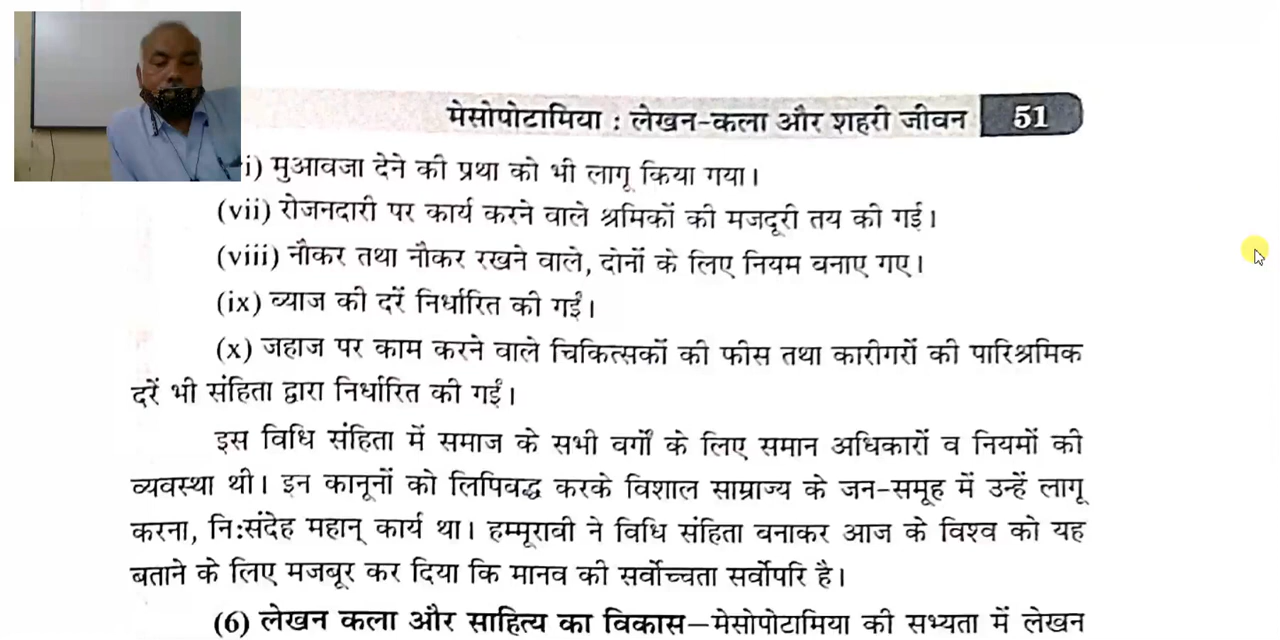 मेसोपोटामिया : लेखन-कला और शहरी जीवन 51
i) मुआवजा देने की प्रथा को भी लागू किया गया।
(vii) रोजनदारी पर कार्य करने वाले श्रमिकों की मजदूरी तय की गई।
(viii) नौकर तथा नौकर रखने वाले, दोनों के लिए नियम बनाए गए।
(ix) ब्याज की दरें निर्धारित की गईं।
(x) जहाज पर काम करने वाले चिकित्सकों की फीस तथा कारीगरों की पारिश्रमिक
दरें भी संहिता द्वारा निर्धारित की गईं।
इस विधि संहिता में समाज के सभी वर्गों के लिए समान अधिकारों व नियमों की
व्यवस्था थी। इन कानूनों को लिपिबद्ध करके विशाल साम्राज्य के जन-समूह में उन्हें लागू
करना, नि:संदेह महान् कार्य था। हम्मूराबी ने विधि संहिता बनाकर आज के विश्व को यह
बताने के लिए मजबूर कर दिया कि मानव की सर्वोच्चता सर्वोपरि है।
(6) लेखन कला और साहित्य का विकास—मेसोपोटामिया की सभ्यता में लेखन